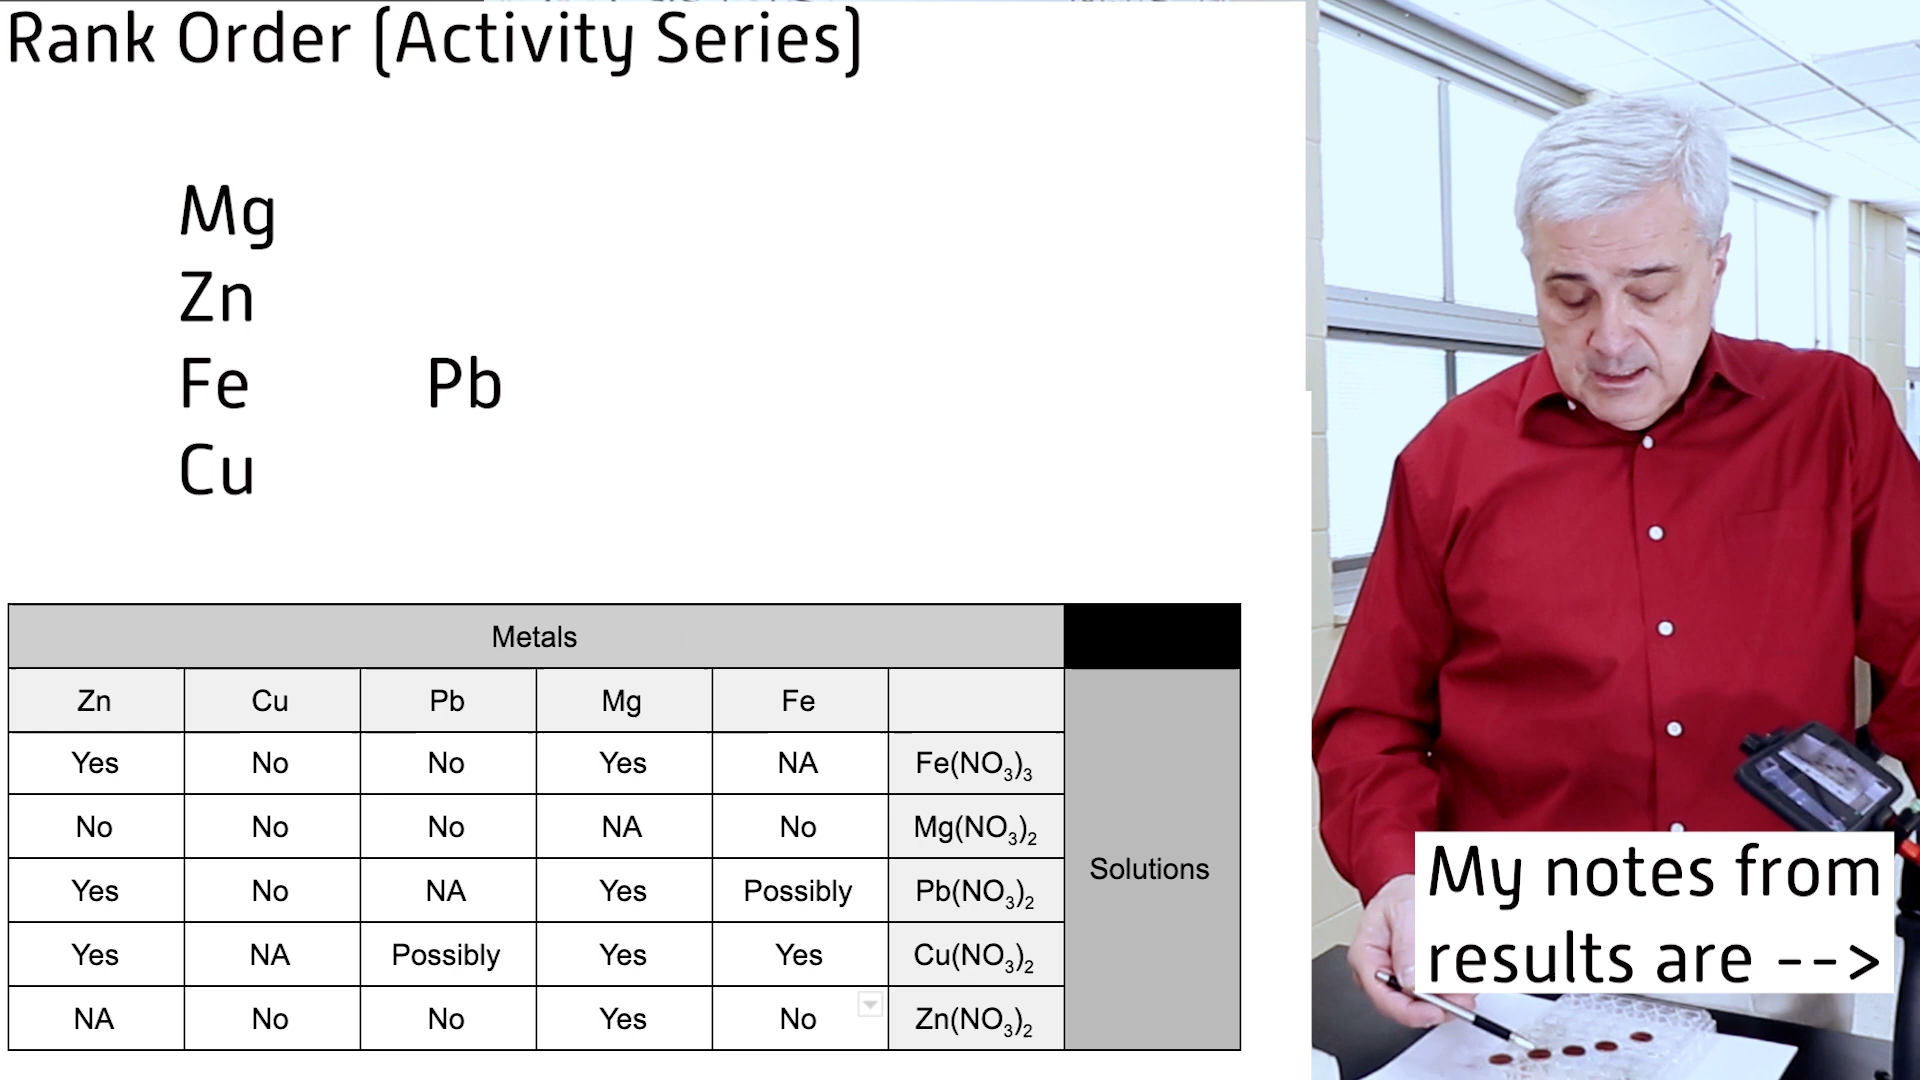 Rank Order (Activity Series)
Mg
Zn
Fe Pb
Cu
Metals
Zn Cu Pb Mg Fe
Yes No No Yes NA Fe(NO₃)₃
No No No NA No Mg(NO₃)₂
Yes No NA Yes Possibly Pb(NO₃)₂
Yes NA Possibly Yes Yes Cu(NO₃)₂
NA No No Yes No Zn(NO₃)₂
Solutions
My notes from
results are -->